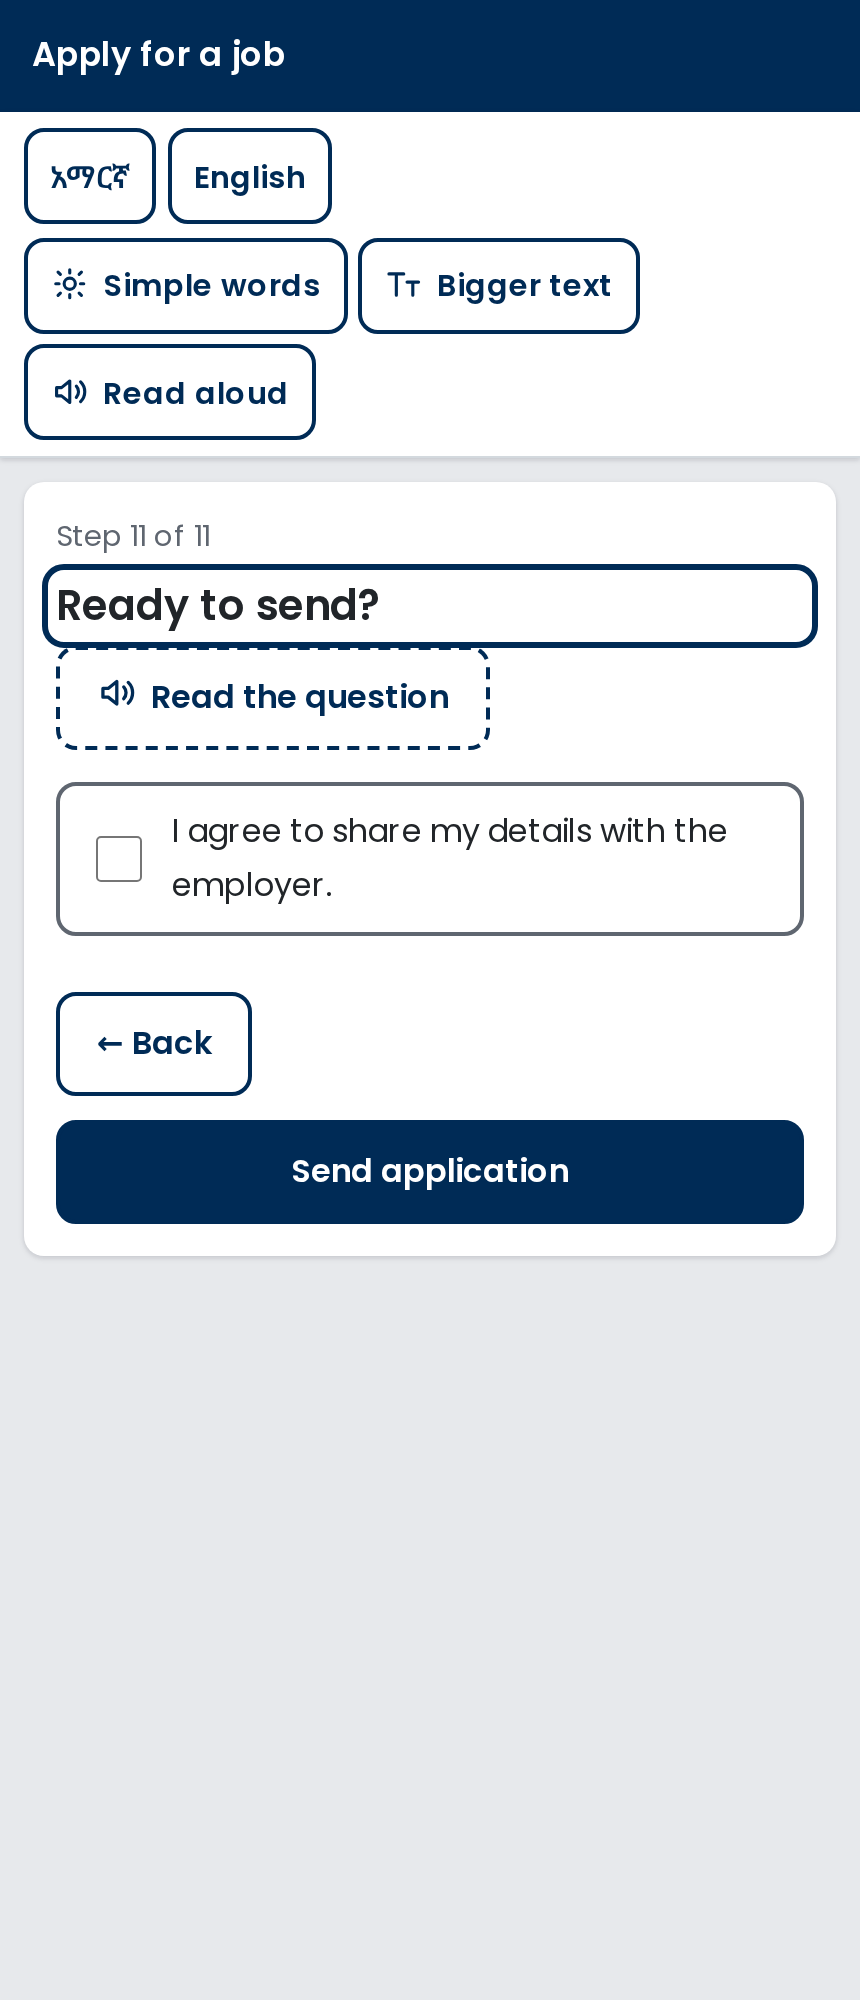 Apply for a job
አማርኛ
English
Simple words
Bigger text
Read aloud
Step 11 of 11
Ready to send?
Read the question
I agree to share my details with the
employer.
← Back
Send application